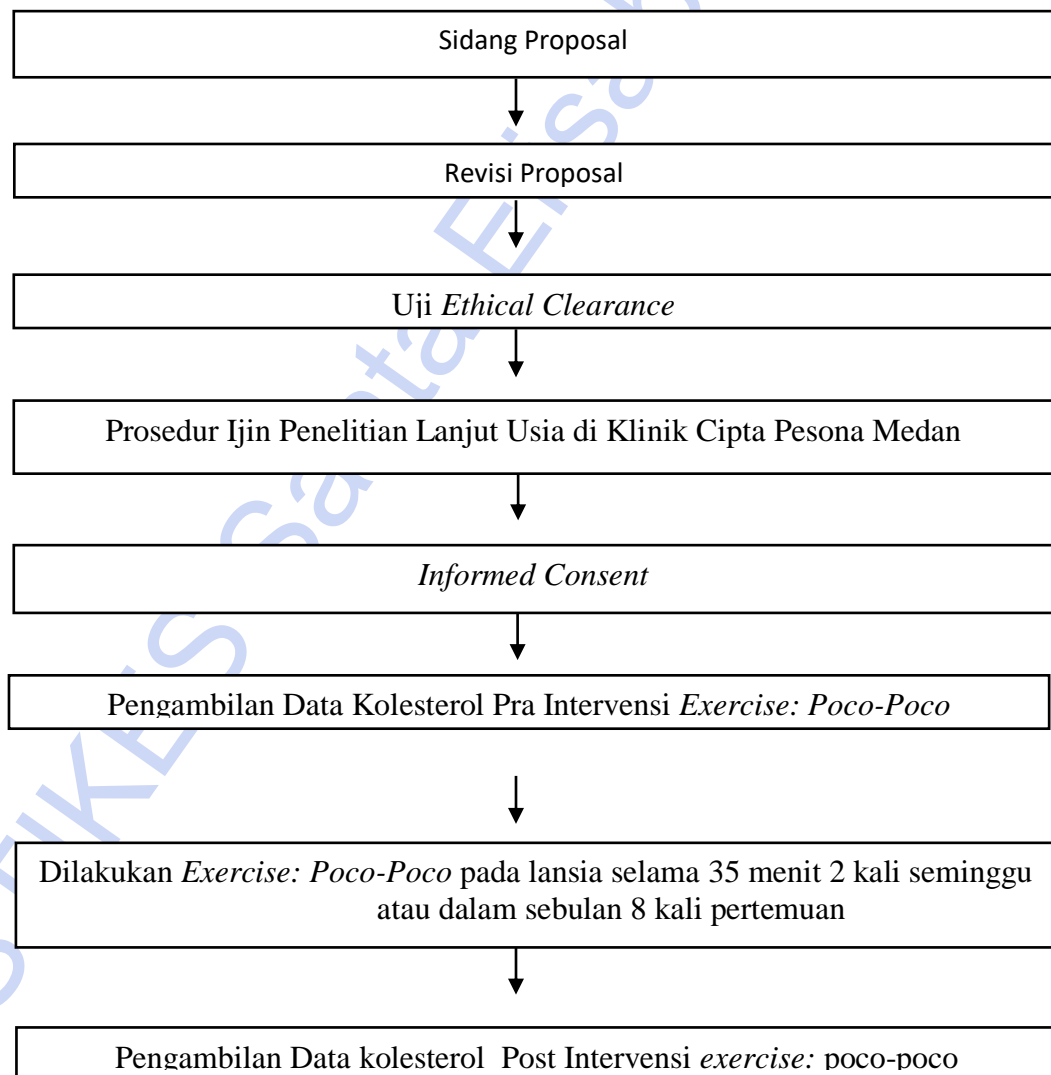 Sidang Proposal
Revisi Proposal
Uji Ethical Clearance
Prosedur Ijin Penelitian Lanjut Usia di Klinik Cipta Pesona Medan
Informed Consent
Pengambilan Data Kolesterol Pra Intervensi Exercise: Poco-Poco
Dilakukan Exercise: Poco-Poco pada lansia selama 35 menit 2 kali seminggu
atau dalam sebulan 8 kali pertemuan
Pengambilan Data kolesterol Post Intervensi exercise: poco-poco